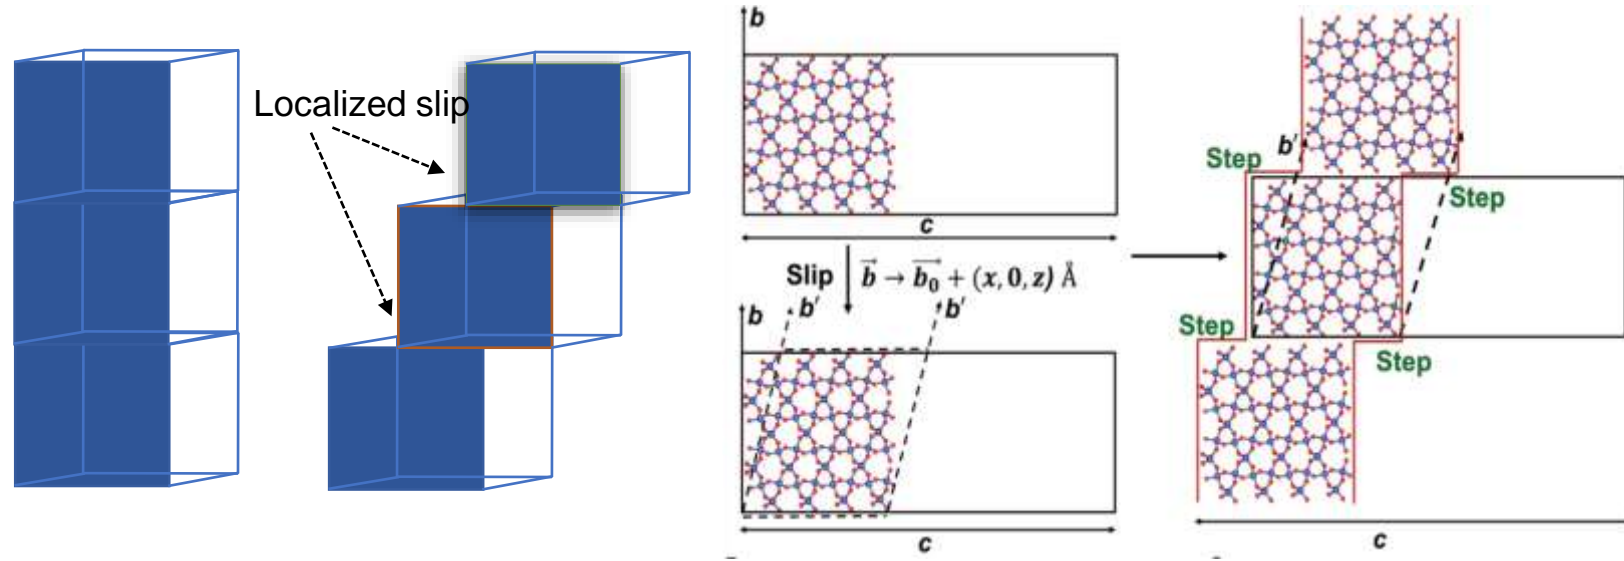 Localized slip
b
c
Slip
b⃗ → b₀⃗ + (x, 0, z) Å
b
b'
b'
c
Step
b'
Step
Step
Step
c